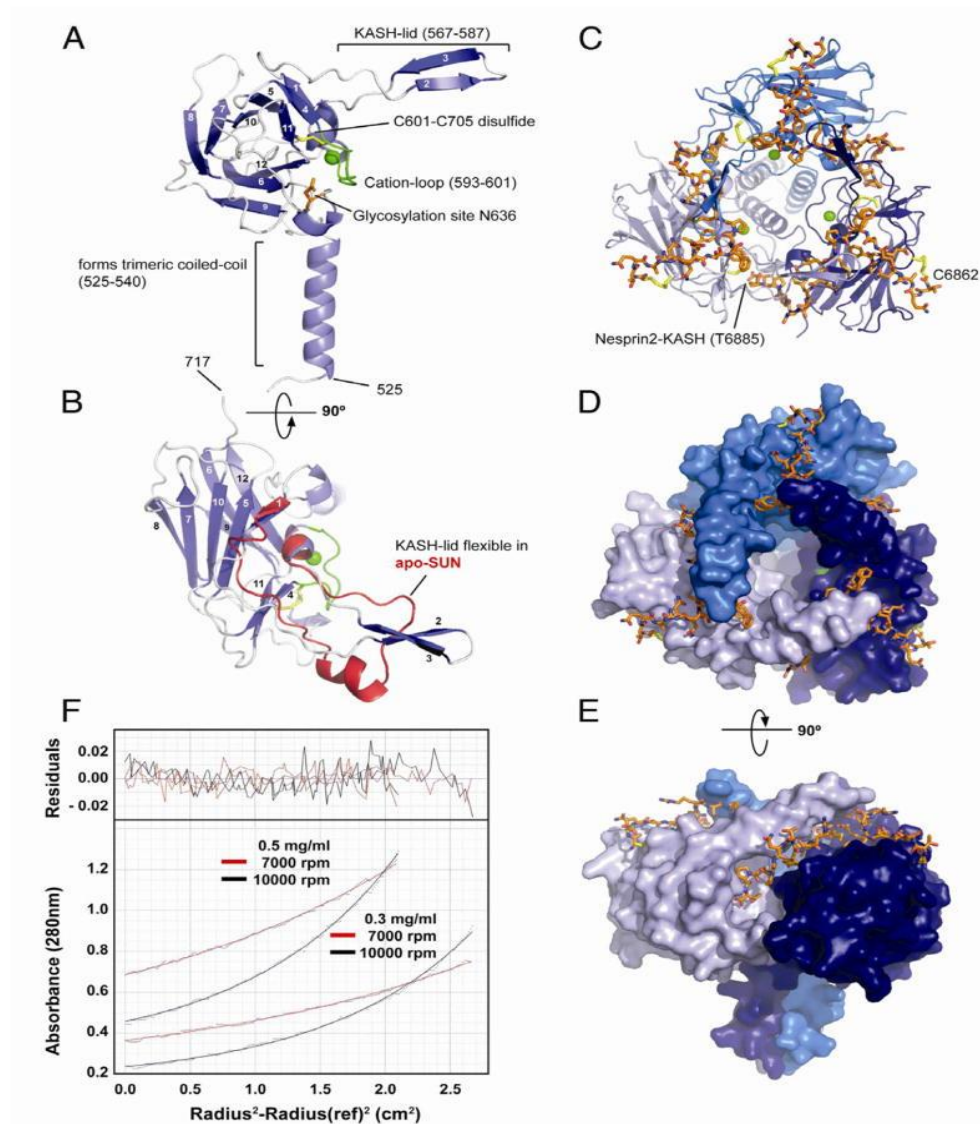 A
KASH-lid (567-587)
3
2
1
5
4
7
8
10
11
C601-C705 disulfide
12
6
Cation-loop (593-601)
9
Glycosylation site N636
forms trimeric coiled-coil
(525-540)
717
525
90º
B
6
12
1
10
5
8
7
9
KASH-lid flexible in
apo-SUN
11
4
2
3
C
C6862
Nesprin2-KASH (T6885)
D
90º
E
F
Residuals
0.02
0.00
- 0.02
0.5 mg/ml
7000 rpm
10000 rpm
0.3 mg/ml
7000 rpm
10000 rpm
Absorbance (280nm)
1.2
1.0
0.8
0.6
0.4
0.2
0.0
0.5
1.0
1.5
2.0
2.5
Radius²-Radius(ref)² (cm²)